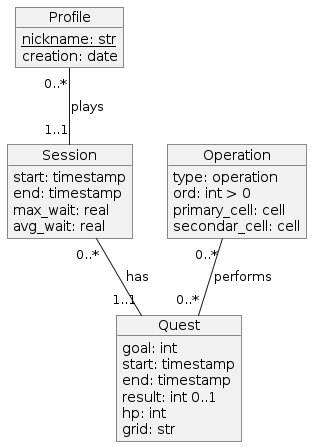 Profile
nickname: str
creation: date
0..*
plays
1..1
Session
start: timestamp
end: timestamp
max_wait: real
avg_wait: real
Operation
type: operation
ord: int > 0
primary_cell: cell
secondar_cell: cell
0..*
has
1..1
0..*
performs
0..*
Quest
goal: int
start: timestamp
end: timestamp
result: int 0..1
hp: int
grid: str